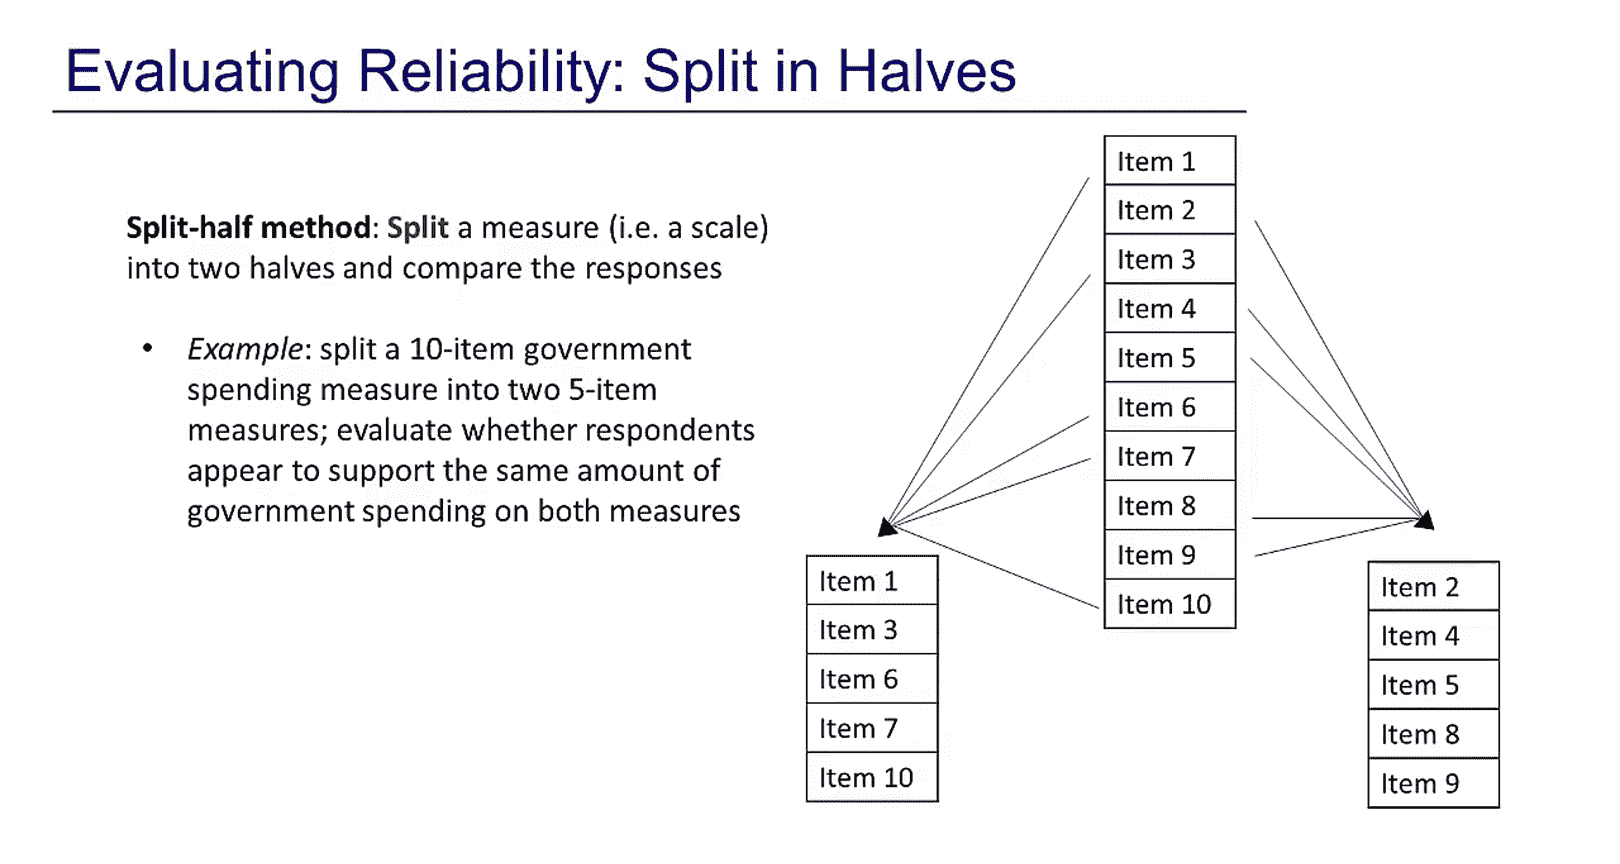 Evaluating Reliability: Split in Halves
Split-half method: Split a measure (i.e. a scale)
into two halves and compare the responses
• Example: split a 10-item government
spending measure into two 5-item
measures; evaluate whether respondents
appear to support the same amount of
government spending on both measures
Item 1
Item 2
Item 3
Item 4
Item 5
Item 6
Item 7
Item 8
Item 9
Item 10
Item 1
Item 3
Item 6
Item 7
Item 10
Item 2
Item 4
Item 5
Item 8
Item 9